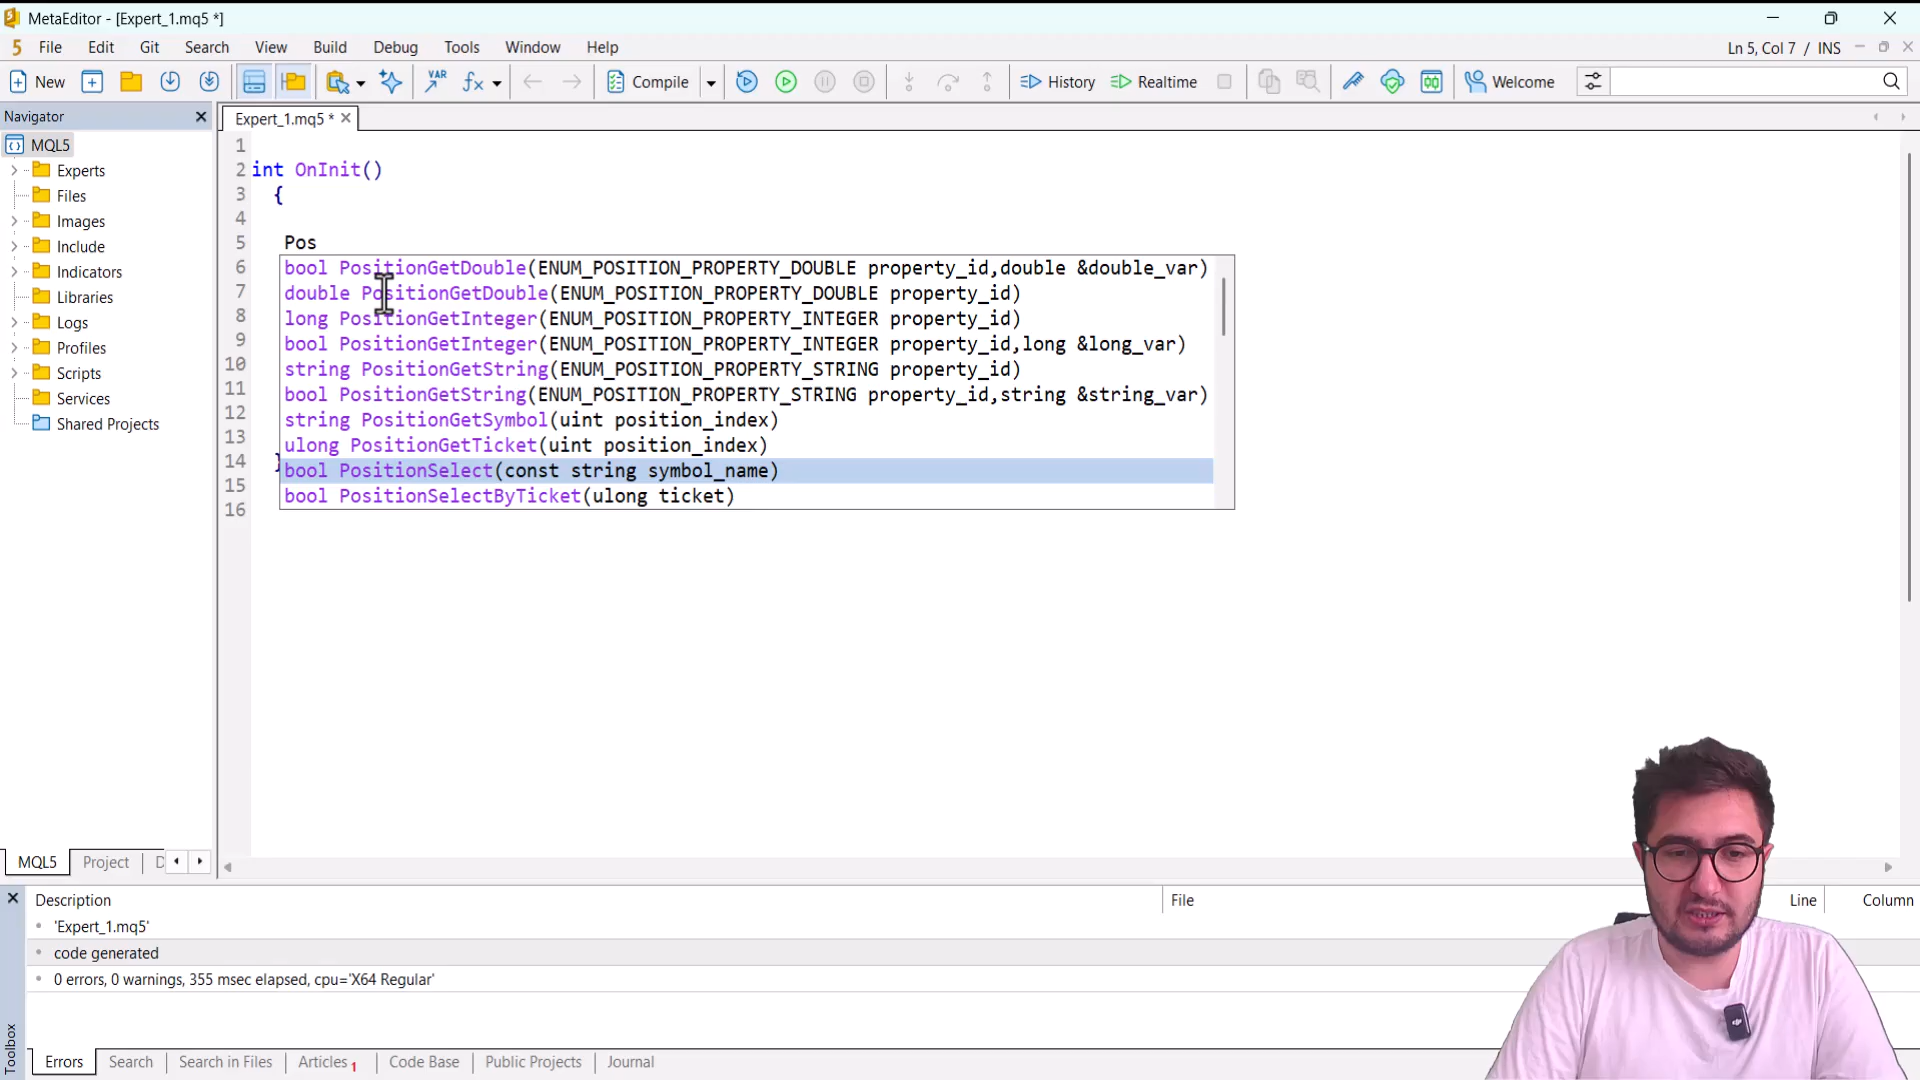 MetaEditor - [Expert_1.mq5 *]
5 File Edit Git Search View Build Debug Tools Window Help
Ln 5, Col 7 / INS
New Compile History Realtime Welcome
VAR
fx
Navigator
Expert_1.mq5 *
MQL5
Experts
Files
Images
Include
Indicators
Libraries
Logs
Profiles
Scripts
Services
Shared Projects
1
2 int OnInit()
3 {
4
5 Pos
6 bool PositionGetDouble(ENUM_POSITION_PROPERTY_DOUBLE property_id,double &double_var)
7 double PositionGetDouble(ENUM_POSITION_PROPERTY_DOUBLE property_id)
8 long PositionGetInteger(ENUM_POSITION_PROPERTY_INTEGER property_id)
9 bool PositionGetInteger(ENUM_POSITION_PROPERTY_INTEGER property_id,long &long_var)
10 string PositionGetString(ENUM_POSITION_PROPERTY_STRING property_id)
11 bool PositionGetString(ENUM_POSITION_PROPERTY_STRING property_id,string &string_var)
12 string PositionGetSymbol(uint position_index)
13 ulong PositionGetTicket(uint position_index)
14 bool PositionSelect(const string symbol_name)
15 bool PositionSelectByTicket(ulong ticket)
16
MQL5 Project D
Description File Line Column
'Expert_1.mq5'
code generated
0 errors, 0 warnings, 355 msec elapsed, cpu='X64 Regular'
Toolbox
Errors Search Search in Files Articles 1 Code Base Public Projects Journal